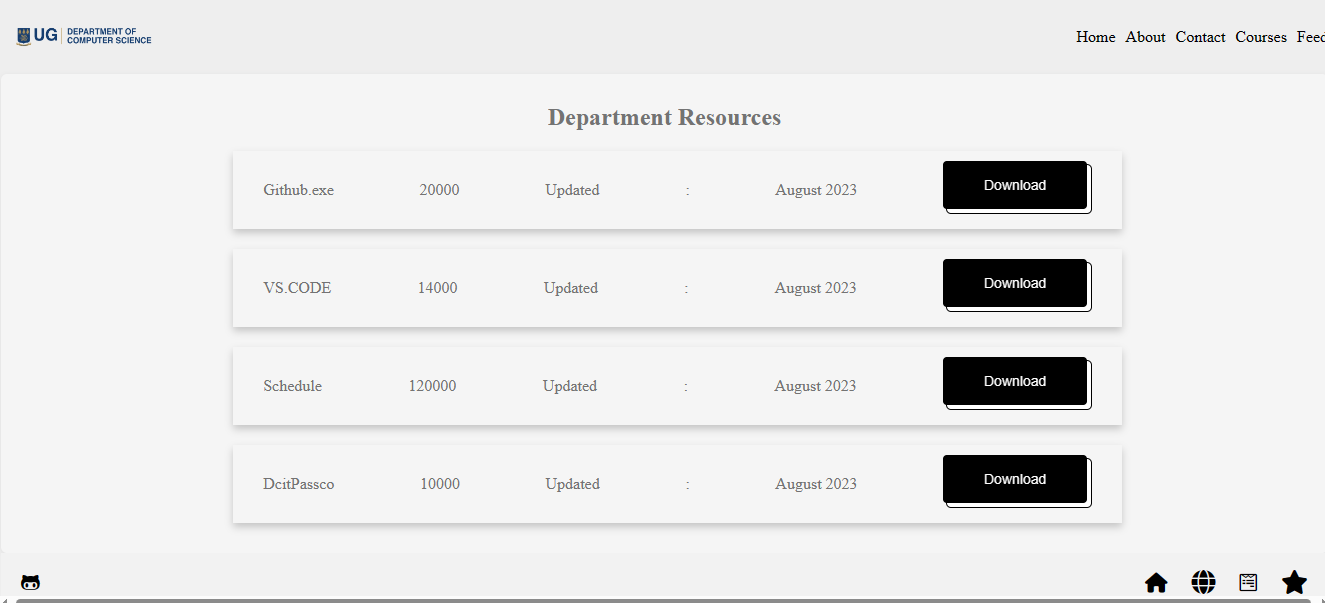 UG DEPARTMENT OF
COMPUTER SCIENCE
Home About Contact Courses Feed
Department Resources
Github.exe 20000 Updated : August 2023 Download
VS.CODE 14000 Updated : August 2023 Download
Schedule 120000 Updated : August 2023 Download
DcitPassco 10000 Updated : August 2023 Download